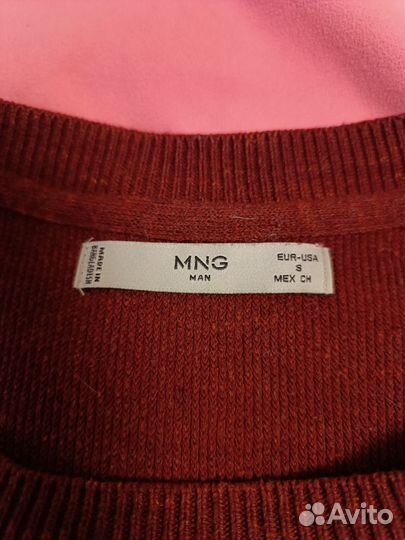 MADE IN
BANGLADESH
MNG
MAN
EUR-USA
S
MEX CH
Avito